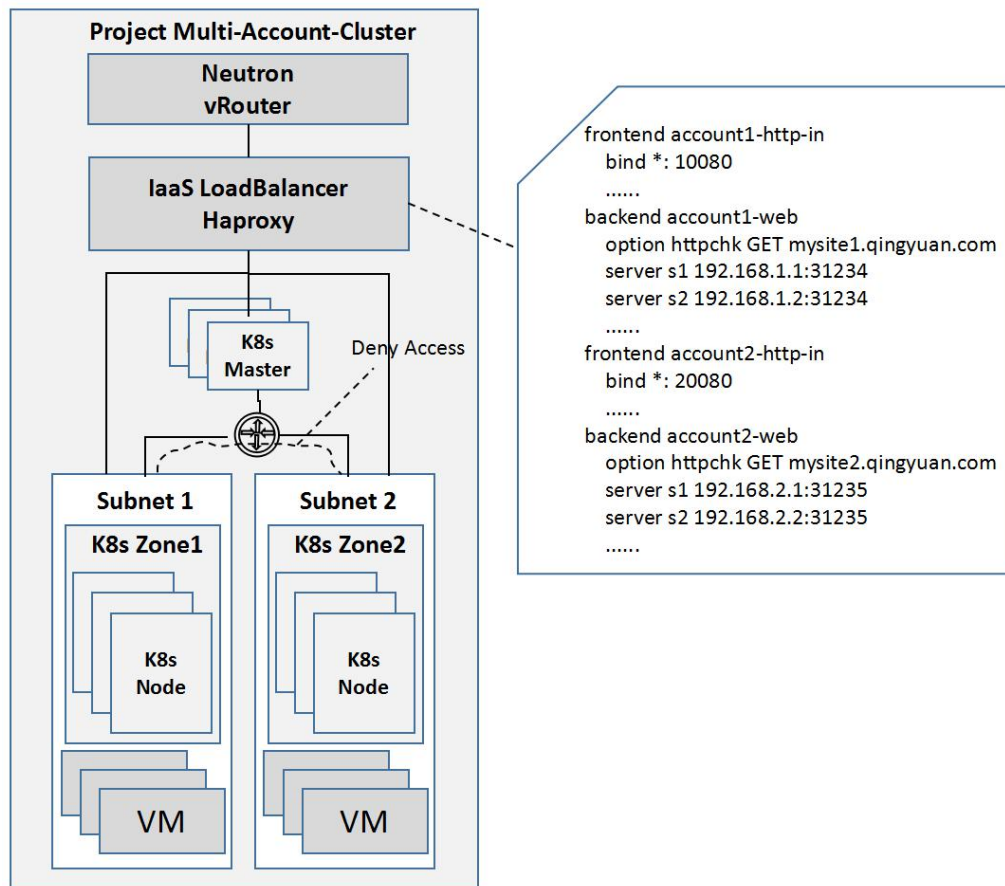 Project Multi-Account-Cluster
Neutron
vRouter
IaaS LoadBalancer
Haproxy
K8s
Master
Deny Access
Subnet 1
K8s Zone1
K8s
Node
VM
Subnet 2
K8s Zone2
K8s
Node
VM
frontend account1-http-in
bind *: 10080
......
backend account1-web
option httpchk GET mysite1.qingyuan.com
server s1 192.168.1.1:31234
server s2 192.168.1.2:31234
......
frontend account2-http-in
bind *: 20080
......
backend account2-web
option httpchk GET mysite2.qingyuan.com
server s1 192.168.2.1:31235
server s2 192.168.2.2:31235
......